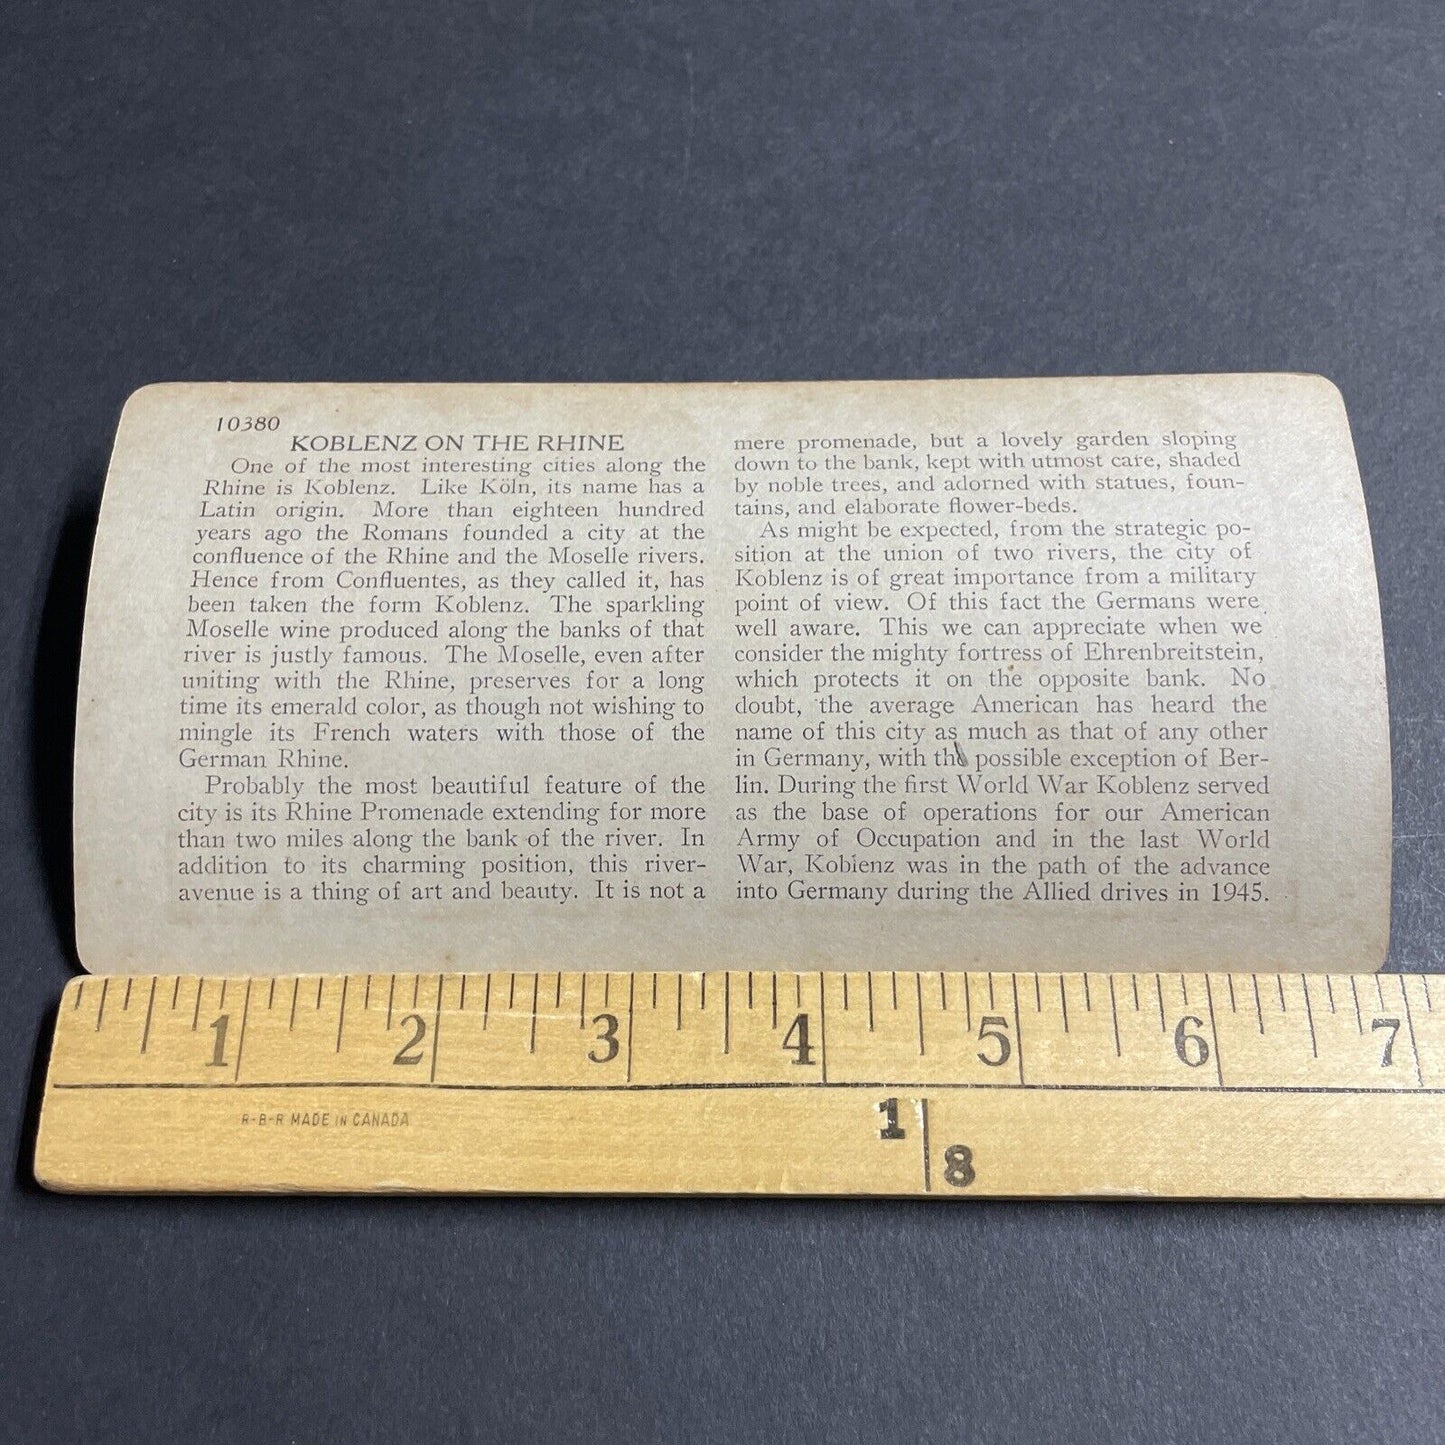 10380
KOBLENZ ON THE RHINE
One of the most interesting cities along the
Rhine is Koblenz. Like Köln, its name has a
Latin origin. More than eighteen hundred
years ago the Romans founded a city at the
confluence of the Rhine and the Moselle rivers.
Hence from Confluentes, as they called it, has
been taken the form Koblenz. The sparkling
Moselle wine produced along the banks of that
river is justly famous. The Moselle, even after
uniting with the Rhine, preserves for a long
time its emerald color, as though not wishing to
mingle its French waters with those of the
German Rhine.
Probably the most beautiful feature of the
city is its Rhine Promenade extending for more
than two miles along the bank of the river. In
addition to its charming position, this river-
avenue is a thing of art and beauty. It is not a
mere promenade, but a lovely garden sloping
down to the bank, kept with utmost care, shaded
by noble trees, and adorned with statues, foun-
tains, and elaborate flower-beds.
As might be expected, from the strategic po-
sition at the union of two rivers, the city of
Koblenz is of great importance from a military
point of view. Of this fact the Germans were
well aware. This we can appreciate when we
consider the mighty fortress of Ehrenbreitstein,
which protects it on the opposite bank. No
doubt, the average American has heard the
name of this city as much as that of any other
in Germany, with the possible exception of Ber-
lin. During the first World War Koblenz served
as the base of operations for our American
Army of Occupation and in the last World
War, Koblenz was in the path of the advance
into Germany during the Allied drives in 1945.
1 2 3 4 5 6 7
R-B-R MADE IN CANADA
1
8